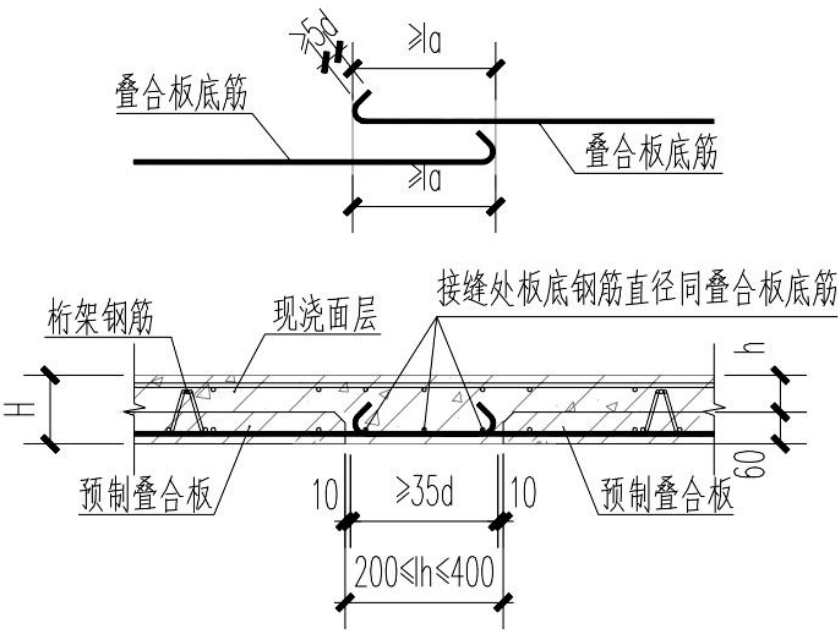 ≥5d
≥la
叠合板底筋
叠合板底筋
≥la
接缝处板底钢筋直径同叠合板底筋
桁架钢筋
现浇面层
h
H
60
预制叠合板
10
≥35d
10
预制叠合板
200≤lh≤400